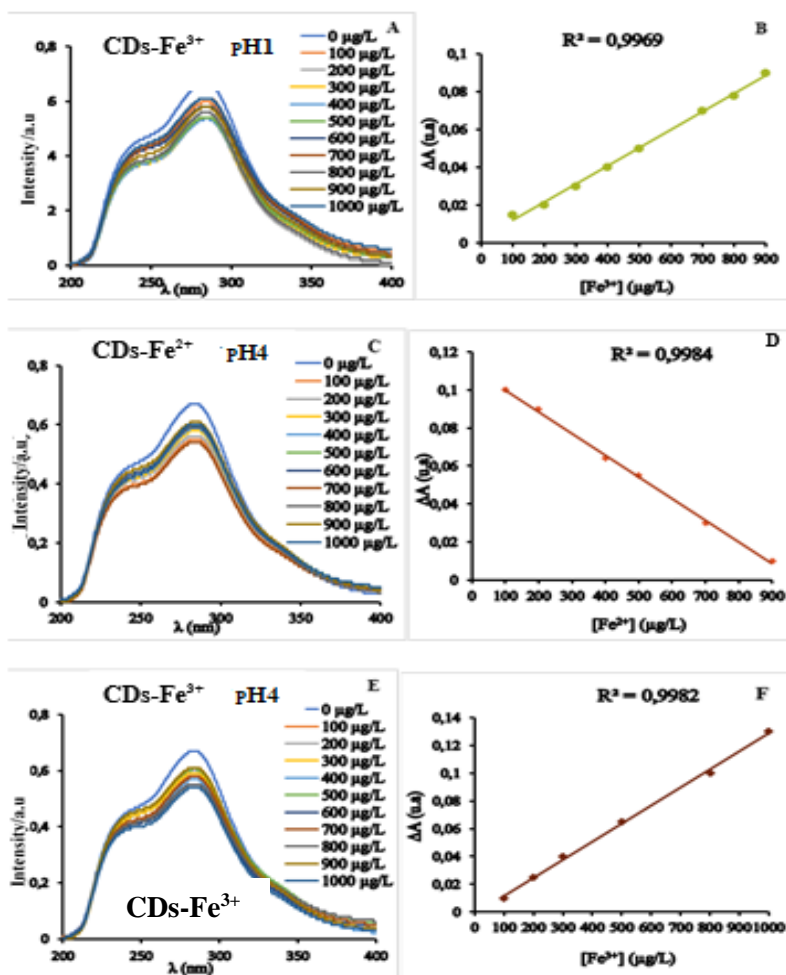 A
CDs-Fe³⁺ pH1
Intensity/a.u
0,8
6
4
2
0
200 250 300 350 400
λ (nm)
0 µg/L
100 µg/L
200 µg/L
300 µg/L
400 µg/L
500 µg/L
600 µg/L
700 µg/L
800 µg/L
900 µg/L
1000 µg/L
B
R² = 0,9969
ΔA (u.a)
0,1
0,08
0,06
0,04
0,02
0
0 100 200 300 400 500 600 700 800 900
[Fe³⁺] (µg/L)
C
CDs-Fe²⁺ pH4
Intensity/a.u.
0,8
0,6
0,4
0,2
0
200 250 300 350 400
λ (nm)
0 µg/L
100 µg/L
200 µg/L
300 µg/L
400 µg/L
500 µg/L
600 µg/L
700 µg/L
800 µg/L
900 µg/L
1000 µg/L
D
R² = 0,9984
ΔA (u.a)
0,12
0,1
0,08
0,06
0,04
0,02
0
0 100 200 300 400 500 600 700 800 900
[Fe²⁺] (µg/L)
E
CDs-Fe³⁺ pH4
Intensity/a.u
0,8
0,6
0,4
0,2
0
200 250 300 350 400
λ (nm)
0 µg/L
100 µg/L
200 µg/L
300 µg/L
400 µg/L
500 µg/L
600 µg/L
700 µg/L
800 µg/L
900 µg/L
1000 µg/L
CDs-Fe³⁺
F
R² = 0,9982
ΔA (u.a)
0,14
0,12
0,1
0,08
0,06
0,04
0,02
0
0 100 200 300 400 500 600 700 800 900 1000
[Fe³⁺] (µg/L)